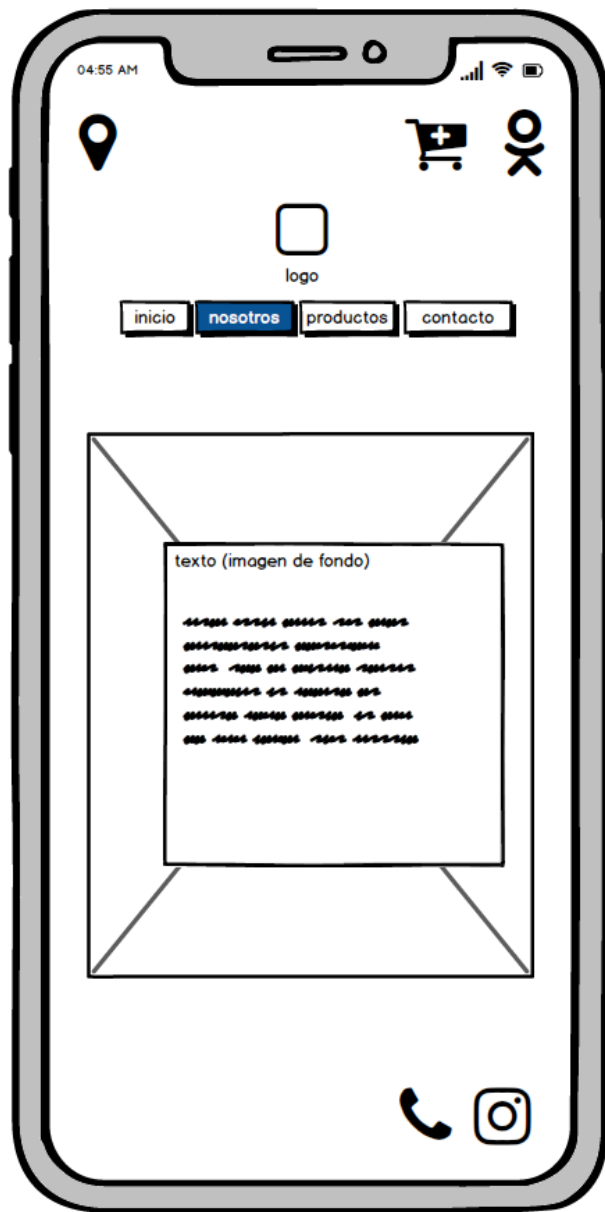 04:55 AM
logo
inicio nosotros productos contacto
texto (imagen de fondo)